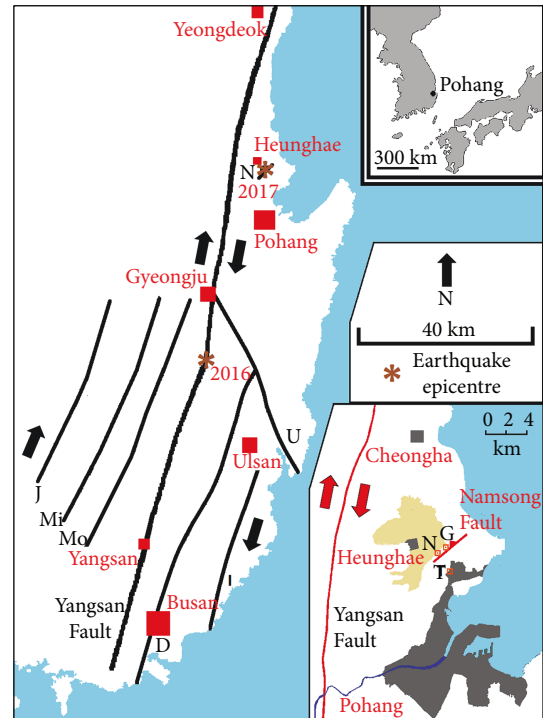 Yeongdeok
Heunghae
N
2017
Pohang
Gyeongju
2016
U
Ulsan
J
Mi
Mo
Yangsan
Yangsan
Fault
Busan
D
I
Pohang
300 km
N
40 km
Earthquake
epicentre
0 2 4
km
Cheongha
Namsong
Fault
G
N
Heunghae
T
Yangsan
Fault
Pohang